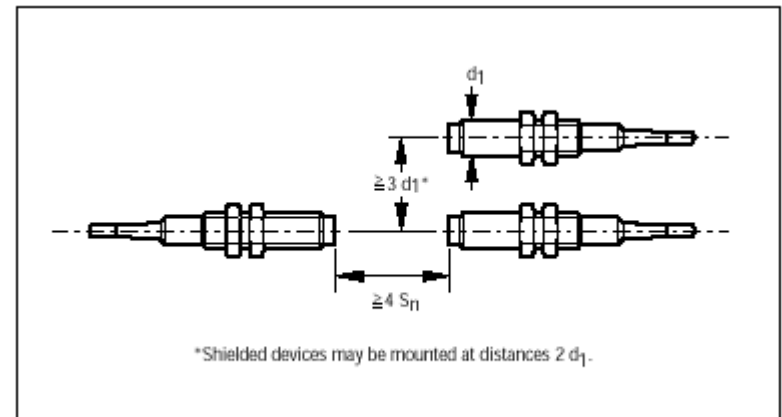 d1
≧3 d1*
≧4 Sn
*Shielded devices may be mounted at distances 2 d1.